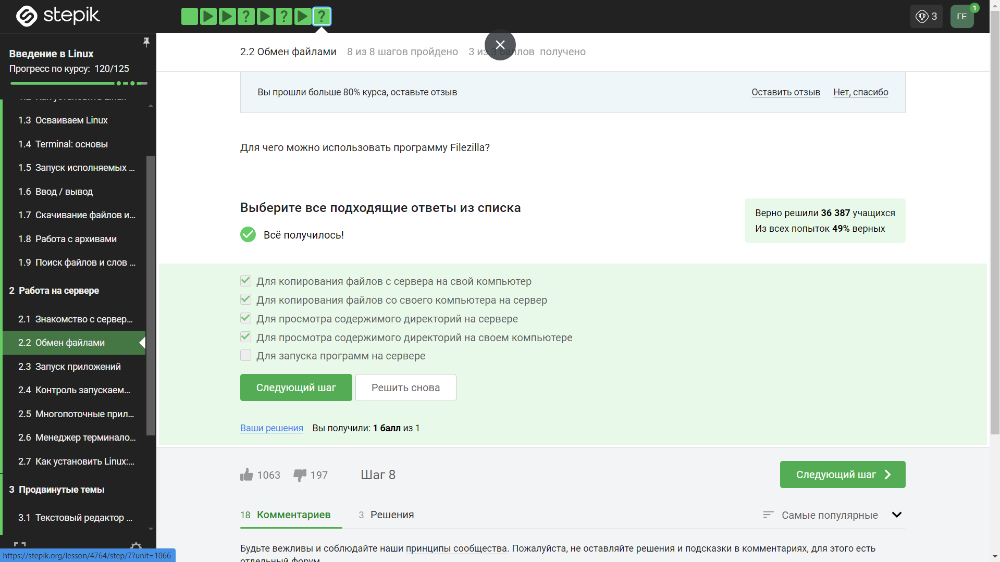 stepik
3
ГЕ
1
Введение в Linux
Прогресс по курсу: 120/125
1.3 Осваиваем Linux
1.4 Terminal: основы
1.5 Запуск исполняемых ...
1.6 Ввод / вывод
1.7 Скачивание файлов и...
1.8 Работа с архивами
1.9 Поиск файлов и слов ...
2 Работа на сервере
2.1 Знакомство с сервер...
2.2 Обмен файлами
2.3 Запуск приложений
2.4 Контроль запускаем...
2.5 Многопоточные прил...
2.6 Менеджер терминало...
2.7 Как установить Linux:...
3 Продвинутые темы
3.1 Текстовый редактор ...
https://stepik.org/lesson/4764/step/7?unit=1066
2.2 Обмен файлами 8 из 8 шагов пройдено 3 из 3 баллов получено
Вы прошли больше 80% курса, оставьте отзыв
Оставить отзыв Нет, спасибо
Для чего можно использовать программу Filezilla?
Выберите все подходящие ответы из списка
Всё получилось!
Верно решили 36 387 учащихся
Из всех попыток 49% верных
Для копирования файлов с сервера на свой компьютер
Для копирования файлов со своего компьютера на сервер
Для просмотра содержимого директорий на сервере
Для просмотра содержимого директорий на своем компьютере
Для запуска программ на сервере
Следующий шаг Решить снова
Ваши решения Вы получили: 1 балл из 1
1063 197 Шаг 8
Следующий шаг
18 Комментариев 3 Решения
Самые популярные
Будьте вежливы и соблюдайте наши принципы сообщества. Пожалуйста, не оставляйте решения и подсказки в комментариях, для этого есть
отдельный форум.